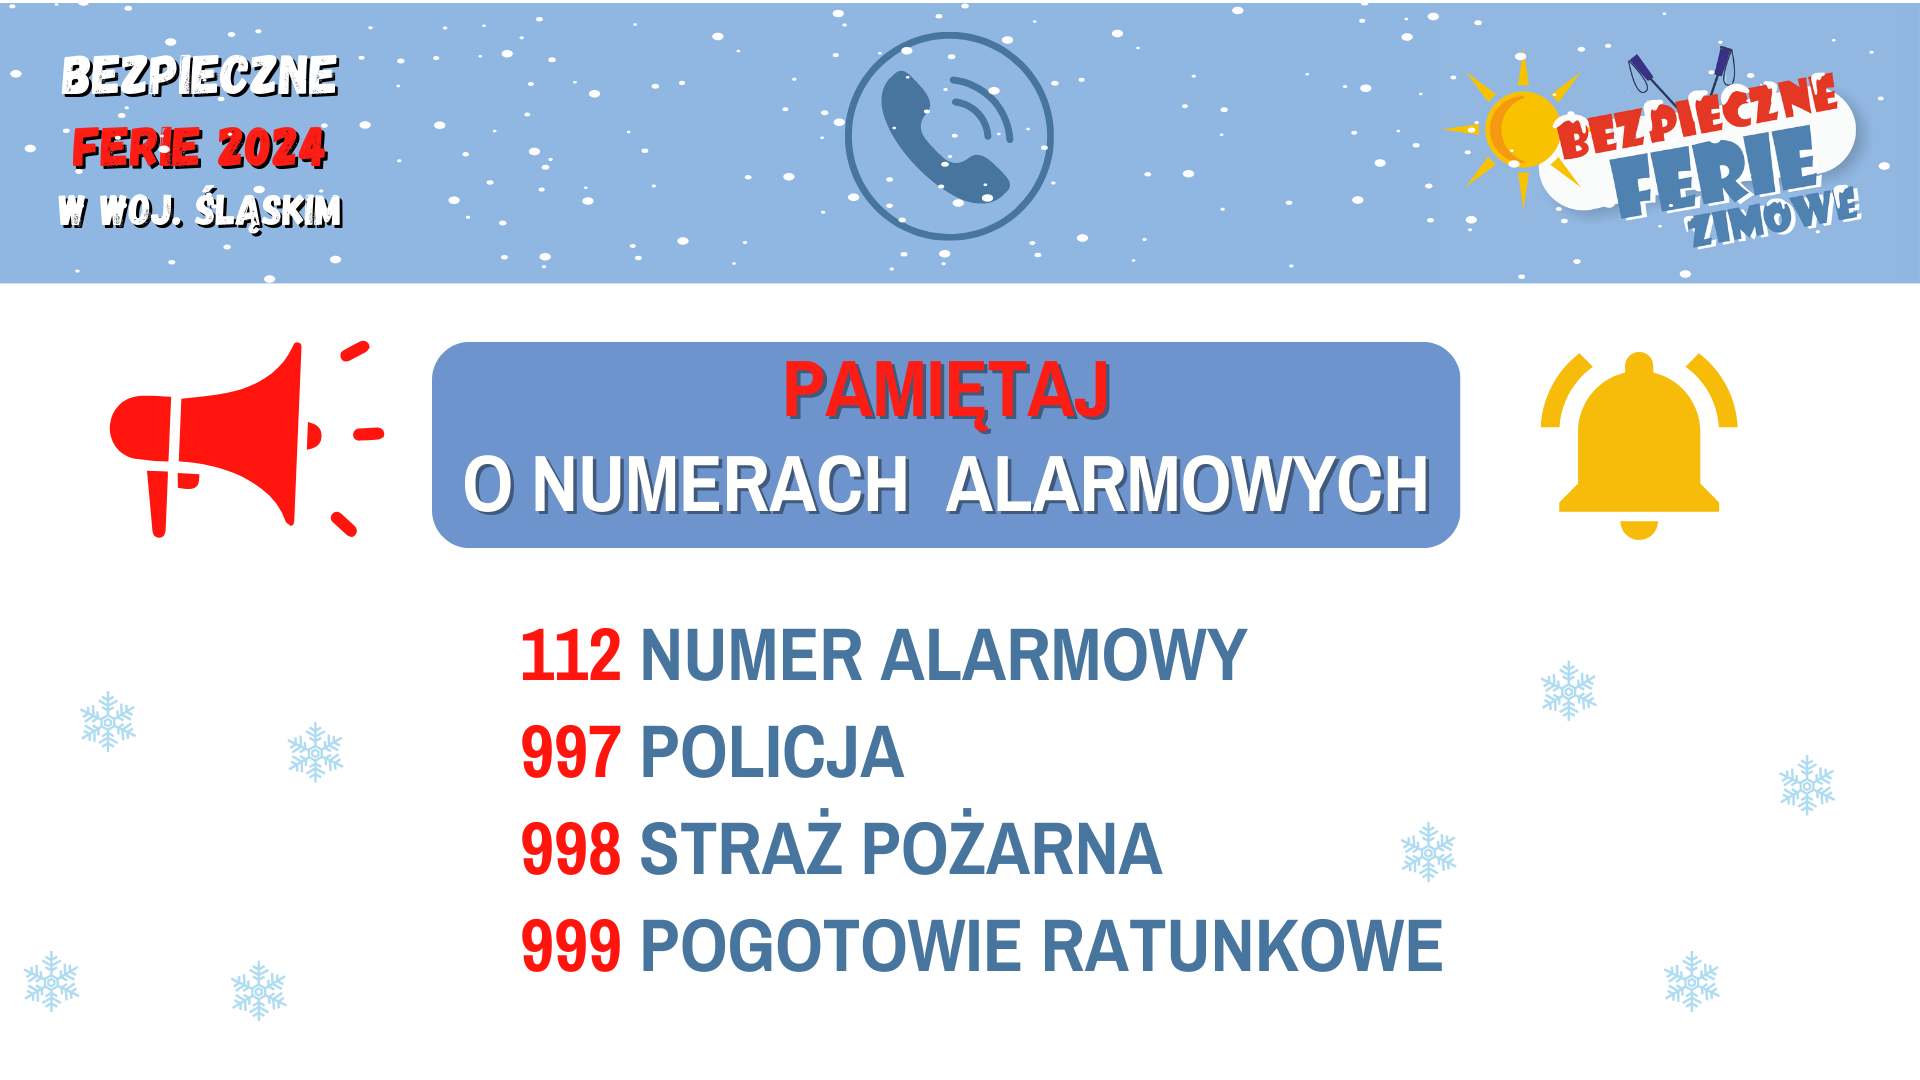 BEZPIECZNE
FERIE 2024
W WOJ. ŚLĄSKIM
BEZPIECZNE
FERIE
ZIMOWE
PAMIĘTAJ
O NUMERACH ALARMOWYCH
112 NUMER ALARMOWY
997 POLICJA
998 STRAŻ POŻARNA
999 POGOTOWIE RATUNKOWE